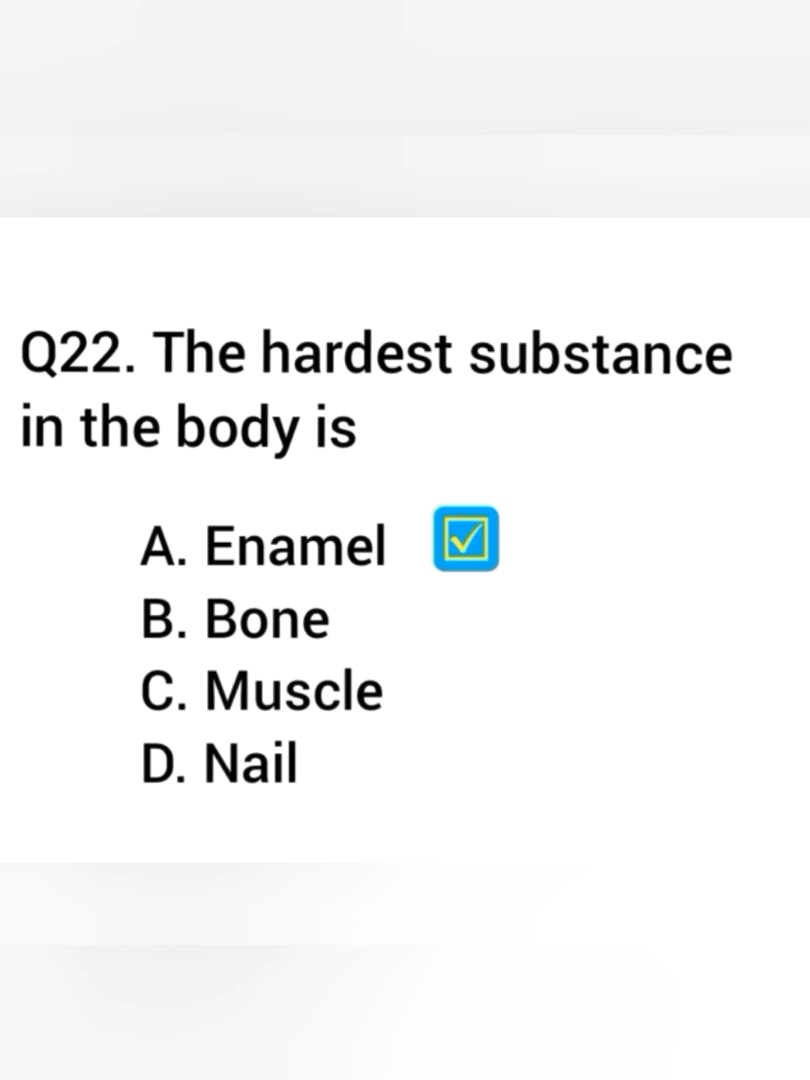 Q22. The hardest substance
in the body is
A. Enamel
B. Bone
C. Muscle
D. Nail